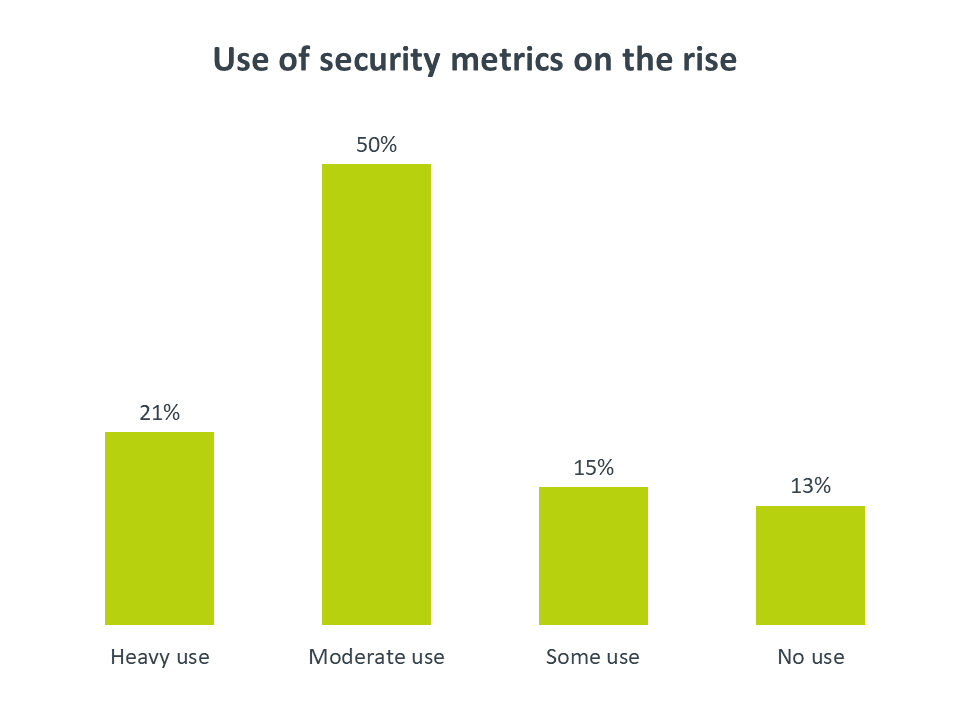 Use of security metrics on the rise
50%
21%
15%
13%
Heavy use
Moderate use
Some use
No use